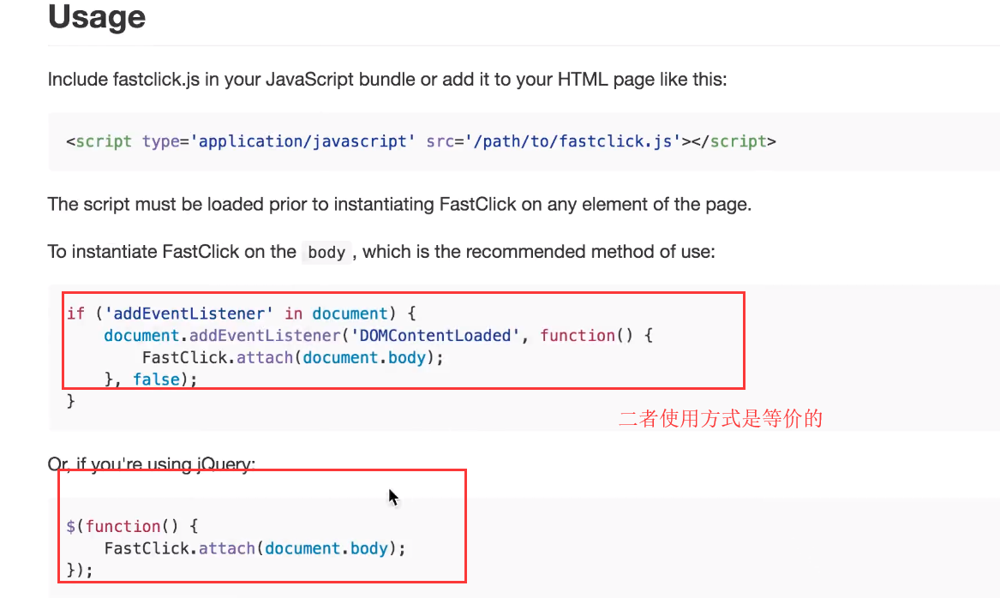 Usage
Include fastclick.js in your JavaScript bundle or add it to your HTML page like this:
<script type='application/javascript' src='/path/to/fastclick.js'></script>
The script must be loaded prior to instantiating FastClick on any element of the page.
To instantiate FastClick on the body , which is the recommended method of use:
if ('addEventListener' in document) {
    document.addEventListener('DOMContentLoaded', function() {
        FastClick.attach(document.body);
    }, false);
}
二者使用方式是等价的
Or, if you're using jQuery:
$(function() {
    FastClick.attach(document.body);
});